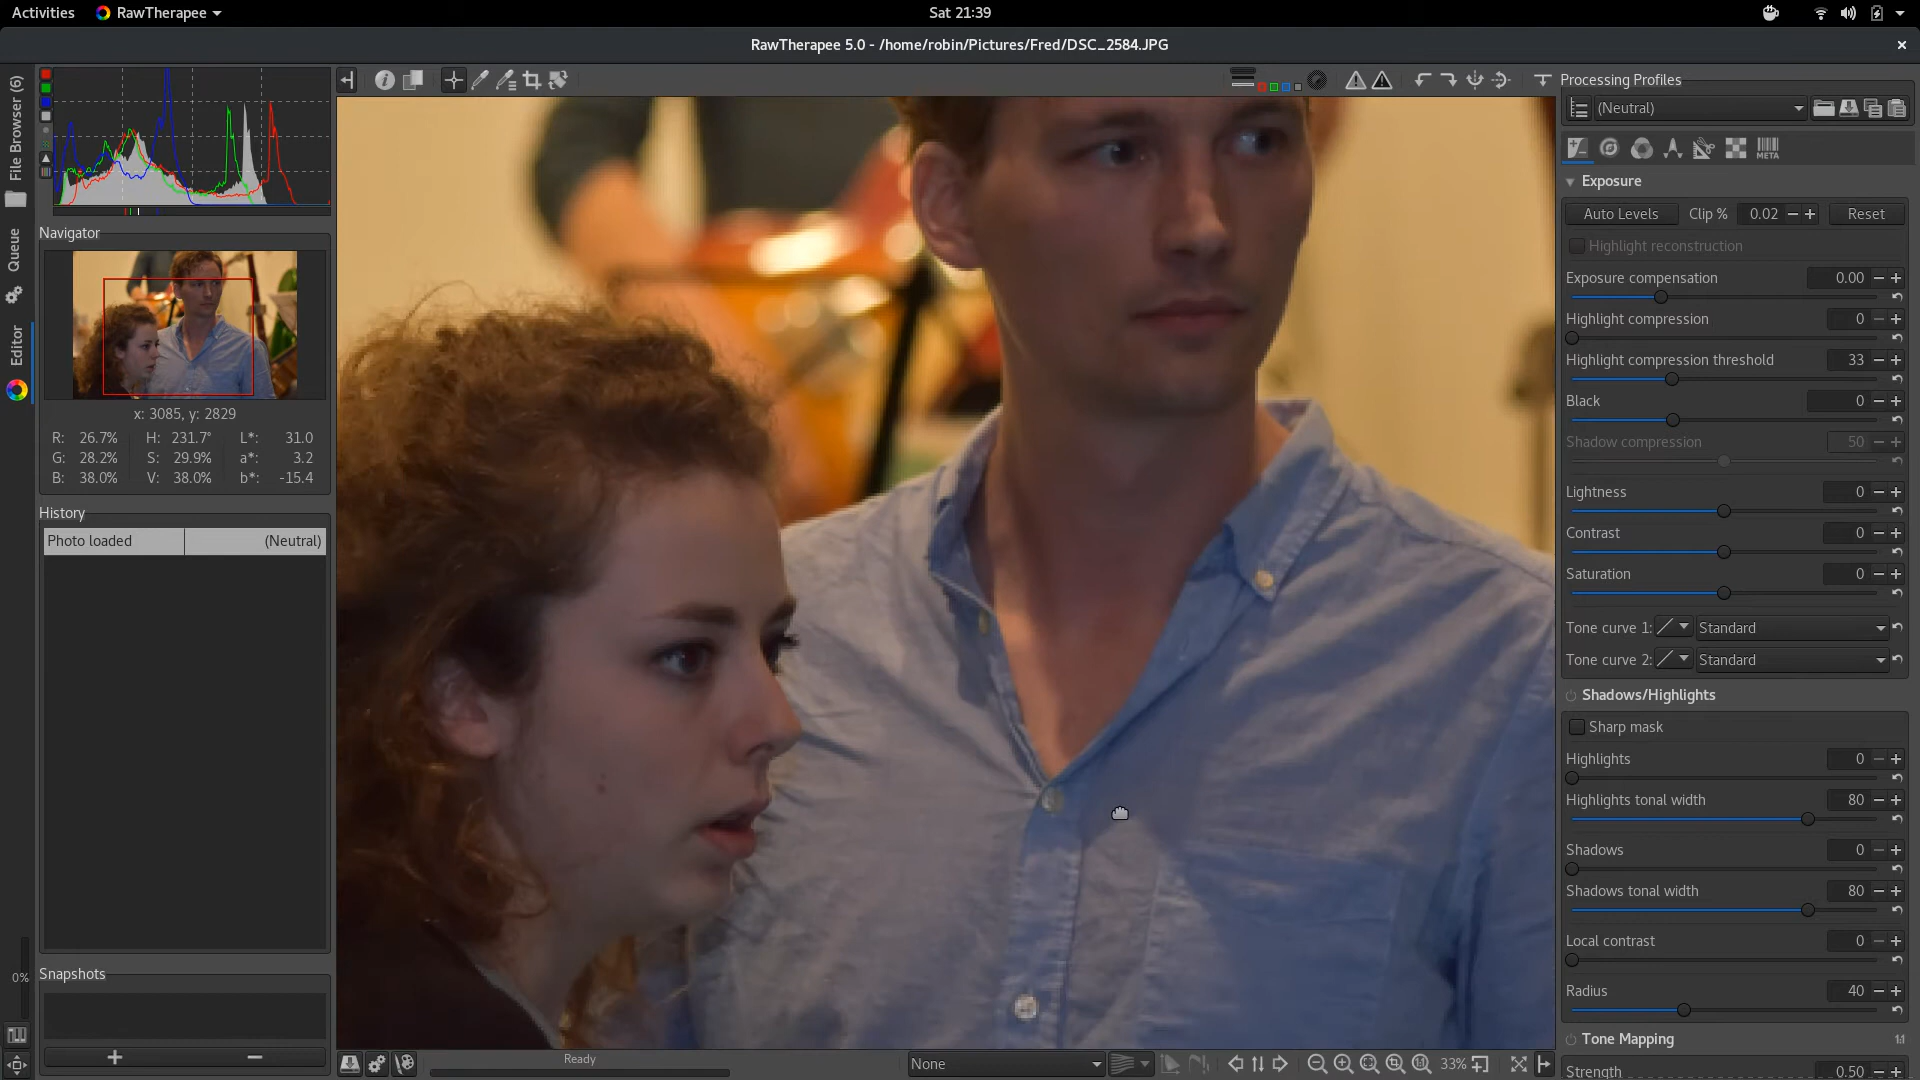 Activities RawTherapee Sat 21:39
RawTherapee 5.0 - /home/robin/Pictures/Fred/DSC_2584.JPG
File Browser (6)
Queue
Editor
0%
Navigator
x: 3085, y: 2829
R: 26.7% H: 231.7° L*: 31.0
G: 28.2% S: 29.9% a*: 3.2
B: 38.0% V: 38.0% b*: -15.4
History
Photo loaded (Neutral)
Snapshots
Ready
None
33%
Processing Profiles
(Neutral)
META
Exposure
Auto Levels Clip % 0.02 Reset
Highlight reconstruction
Exposure compensation 0.00
Highlight compression 0
Highlight compression threshold 33
Black 0
Shadow compression 50
Lightness 0
Contrast 0
Saturation 0
Tone curve 1: Standard
Tone curve 2: Standard
Shadows/Highlights
Sharp mask
Highlights 0
Highlights tonal width 80
Shadows 0
Shadows tonal width 80
Local contrast 0
Radius 40
Tone Mapping 1:1
Strength 0.50